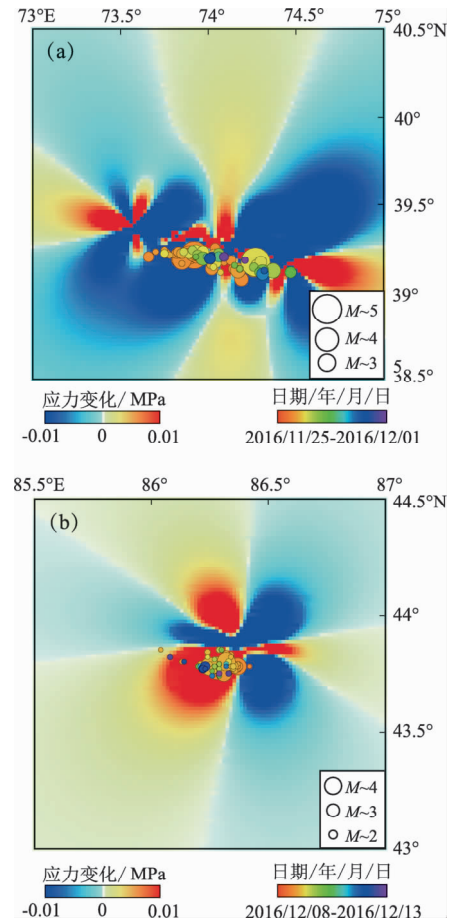 73°E 73.5° 74° 74.5° 75°
(a)
40.5°N
40°
39.5°
39°
5
38.5°
M~5
M~4
M~3
应力变化/ MPa
日期/年/月/日
-0.01 0 0.01
2016/11/25-2016/12/01
85.5°E 86° 86.5° 87°
(b)
44.5°N
44°
43.5°
43°
M~4
M~3
M~2
应力变化/ MPa
日期/年/月/日
-0.01 0 0.01
2016/12/08-2016/12/13